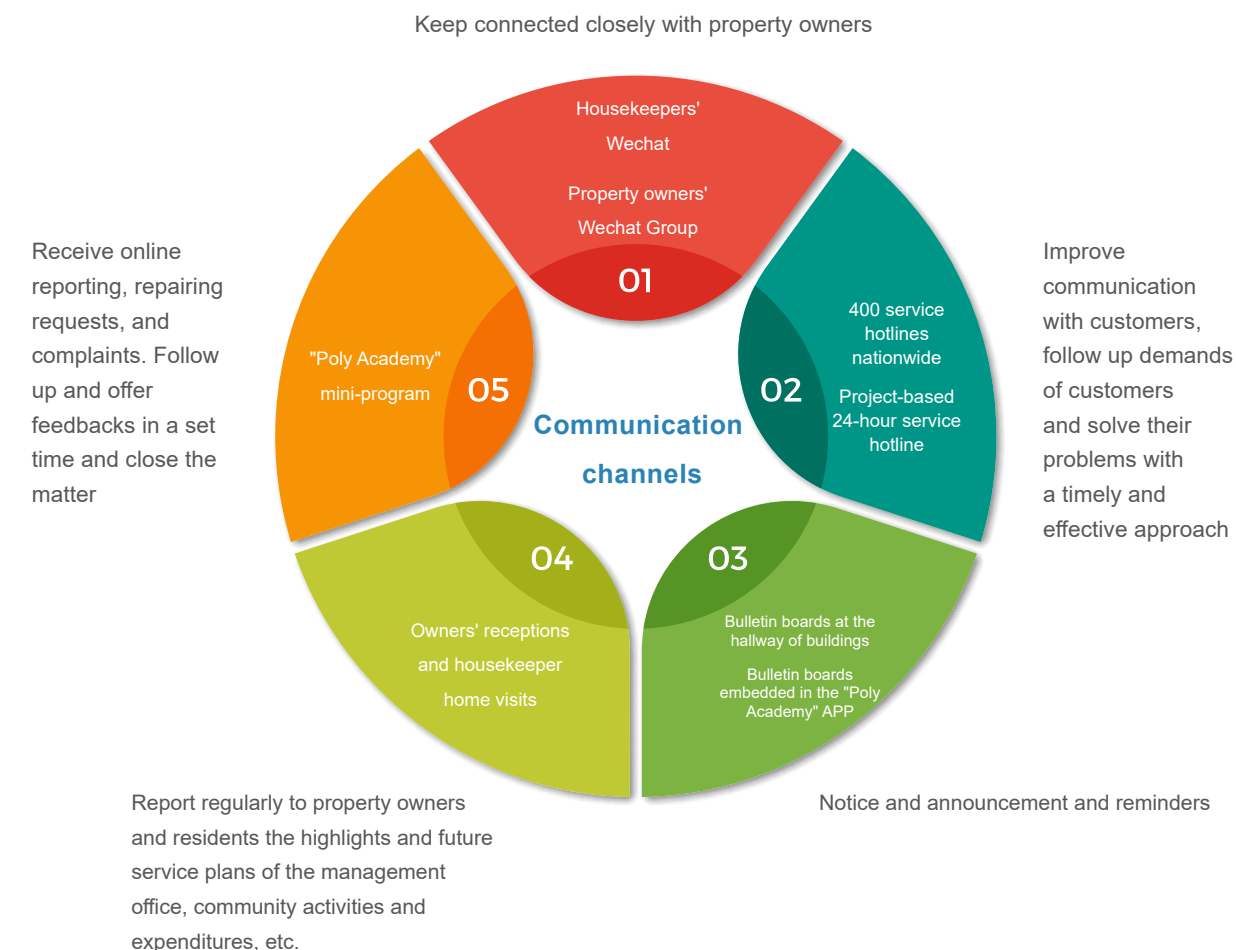 Keep connected closely with property owners
Housekeepers'
Wechat
Property owners'
Wechat Group
01
400 service
hotlines
nationwide
Project-based
24-hour service
hotline
02
Improve
communication
with customers,
follow up demands
of customers
and solve their
problems with
a timely and
effective approach
03
Bulletin boards at the
hallway of buildings
Bulletin boards
embedded in the "Poly
Academy" APP
Notice and announcement and reminders
04
Owners' receptions
and housekeeper
home visits
Report regularly to property owners
and residents the highlights and future
service plans of the management
office, community activities and
expenditures, etc.
05
"Poly Academy"
mini-program
Receive online
reporting, repairing
requests, and
complaints. Follow
up and offer
feedbacks in a set
time and close the
matter
Communication
channels